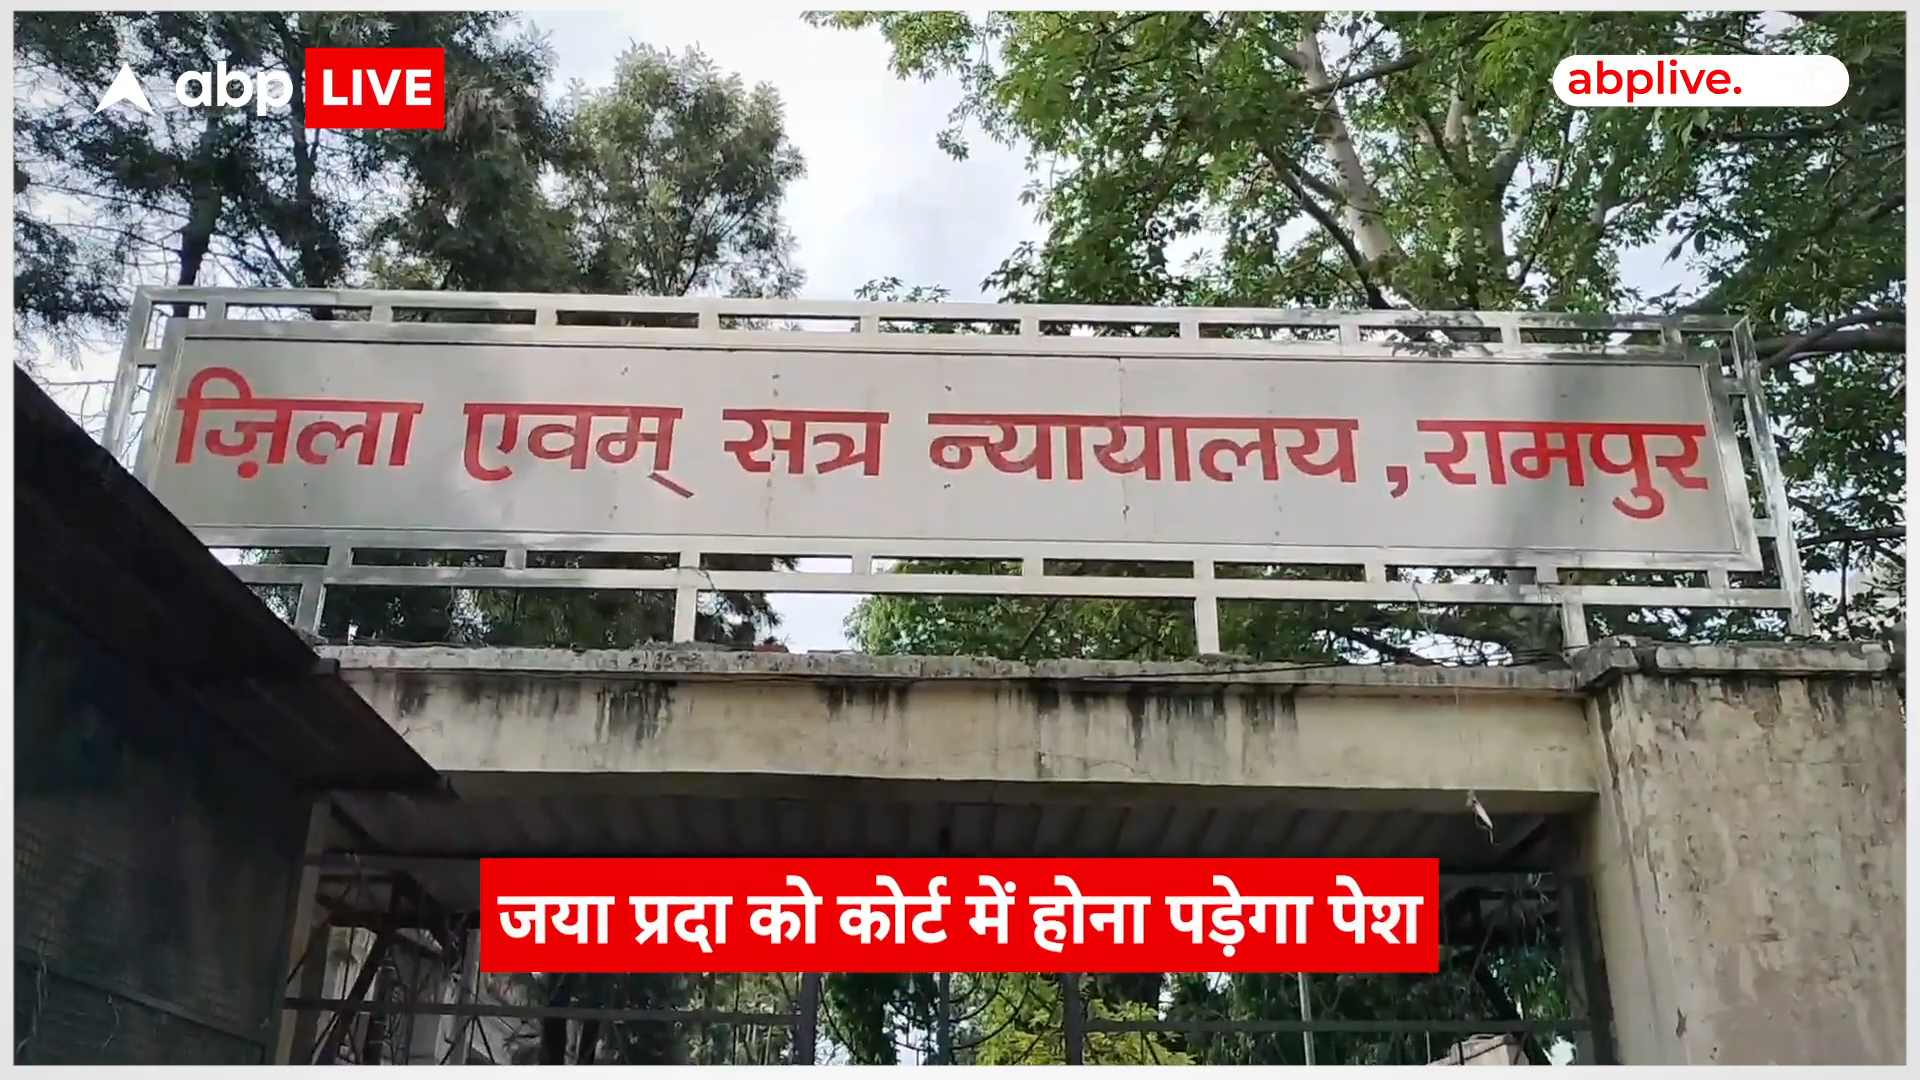 abp LIVE
abplive.
ज़िला एवम् सत्र न्यायालय, रामपुर
जया प्रदा को कोर्ट में होना पड़ेगा पेश